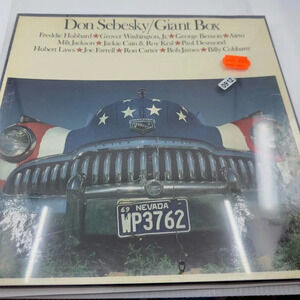 Don Sebesky/Giant Box
Freddie Hubbard ★ Grover Washington, Jr. ★ George Benson ★ Airto
Milt Jackson ★ Jackie Cain & Roy Kral ★ Paul Desmond
Hubert Laws ★ Joe Farrell ★ Ron Carter ★ Bob James ★ Billy Cobham
69 NEVADA
WP3762